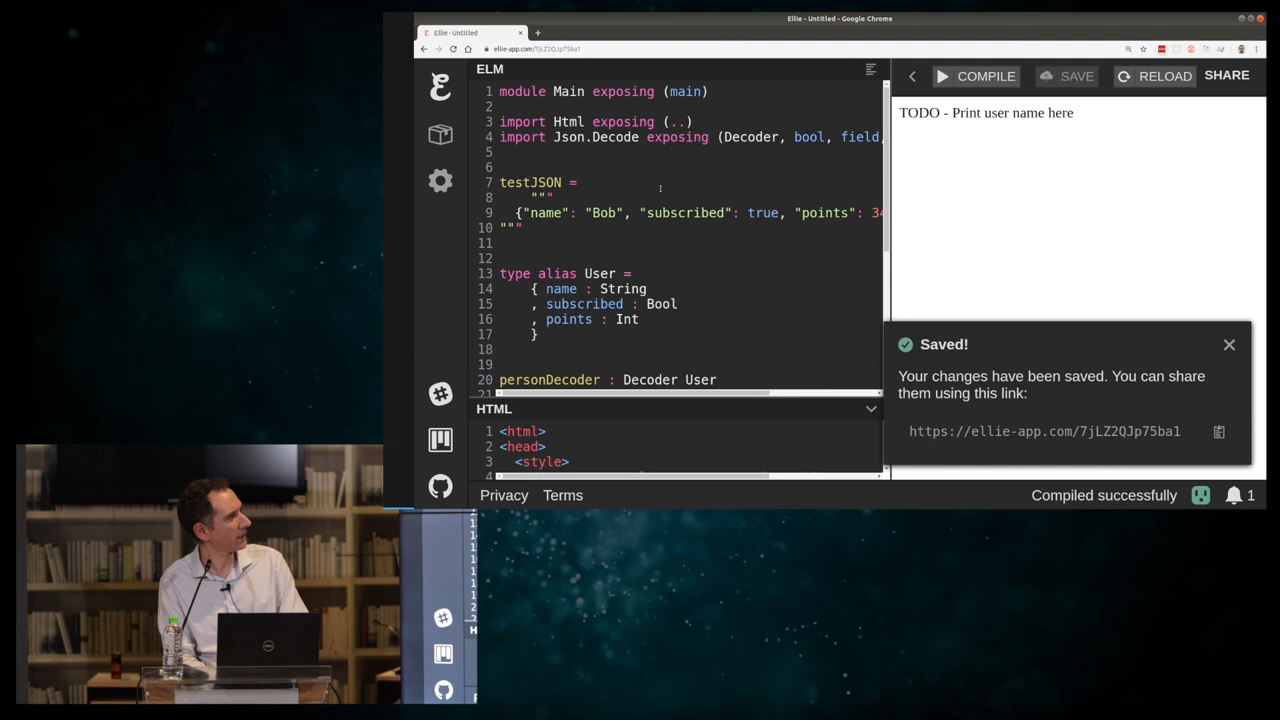 Ellie - Untitled - Google Chrome
Ellie - Untitled
ellie-app.com/7jLZ2QJp75ba1
ELM
COMPILE
SAVE
RELOAD
SHARE
1 module Main exposing (main)
2
3 import Html exposing (..)
4 import Json.Decode exposing (Decoder, bool, field,
5
6
7 testJSON =
8 """
9 {"name": "Bob", "subscribed": true, "points": 34
10 """
11
12
13 type alias User =
14 { name : String
15 , subscribed : Bool
16 , points : Int
17 }
18
19
20 personDecoder : Decoder User
21
HTML
1 <html>
2 <head>
3 <style>
4
TODO - Print user name here
Saved!
Your changes have been saved. You can share
them using this link:
https://ellie-app.com/7jLZ2QJp75ba1
Privacy Terms
Compiled successfully
1
DELL